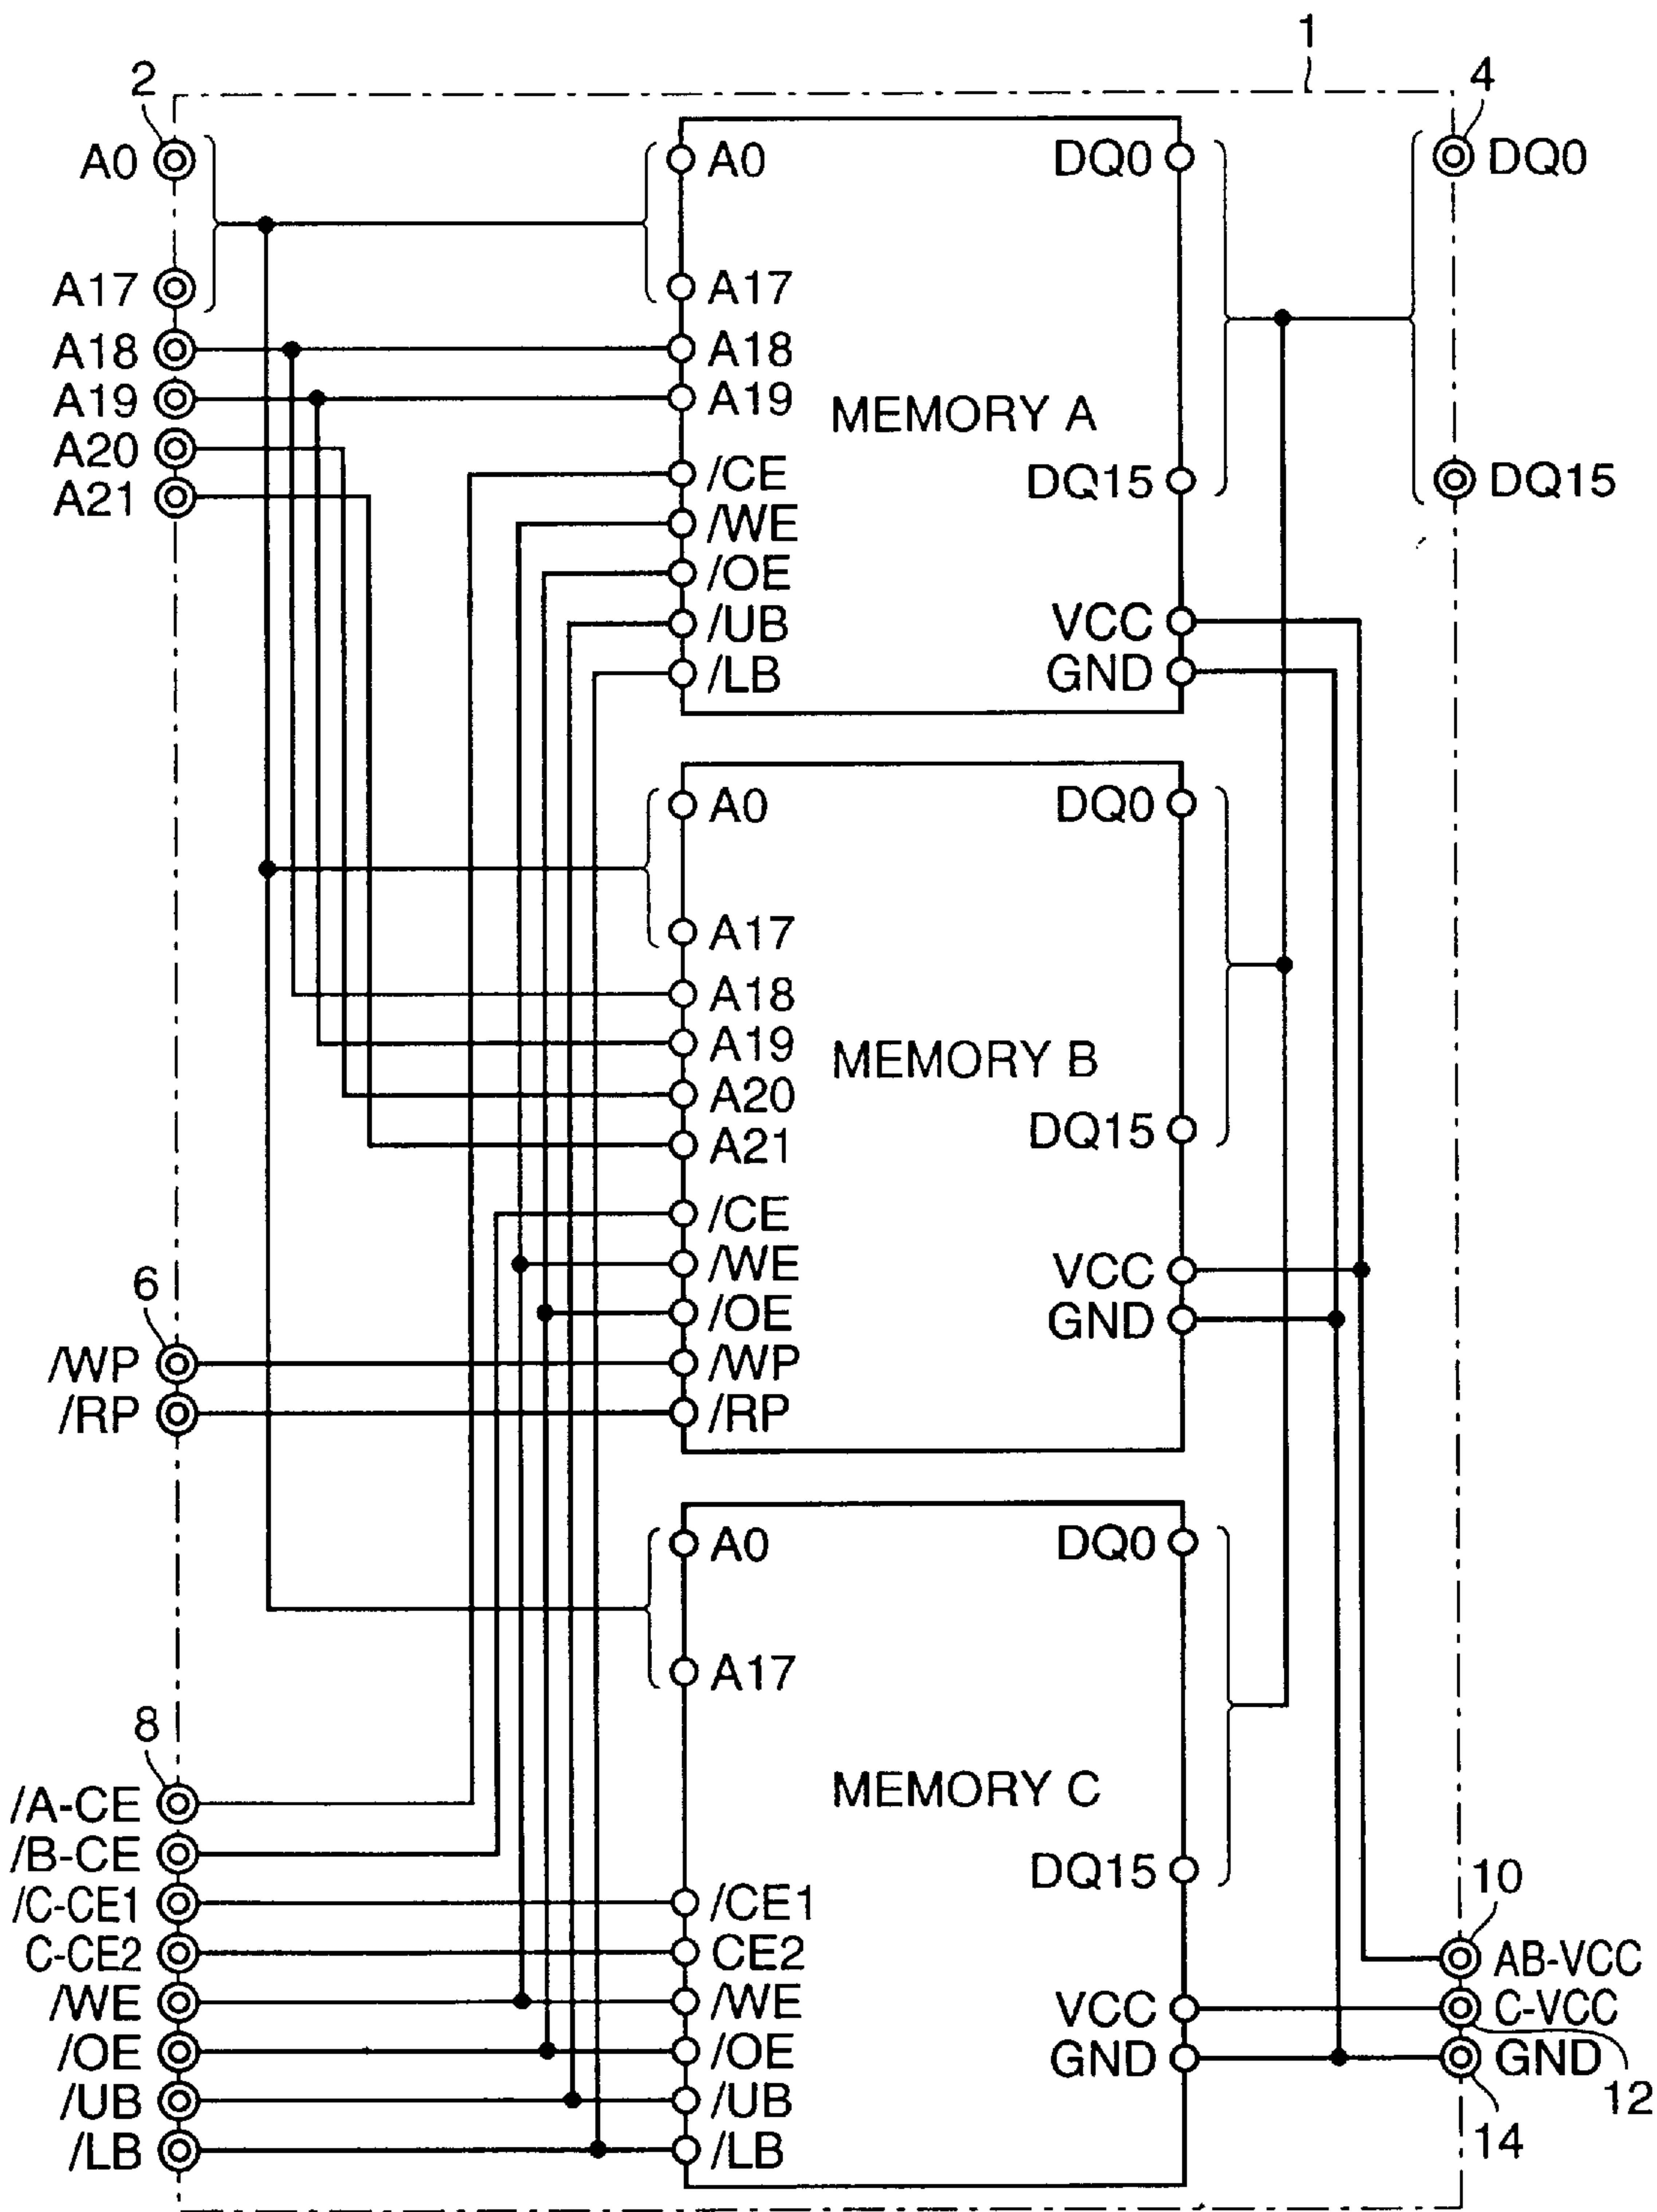 1
2
4
A0
A17
A18
A19
A20
A21
A0
A17
A18
A19
/CE
/WE
/OE
/UB
/LB
MEMORY A
DQ0
DQ15
VCC
GND
DQ0
DQ15
A0
A17
A18
A19
A20
A21
/CE
/WE
/OE
/WP
/RP
MEMORY B
DQ0
DQ15
VCC
GND
6
/WP
/RP
A0
A17
/CE1
CE2
/WE
/OE
/UB
/LB
MEMORY C
DQ0
DQ15
VCC
GND
8
/A-CE
/B-CE
/C-CE1
C-CE2
/WE
/OE
/UB
/LB
10
AB-VCC
C-VCC
GND
12
14